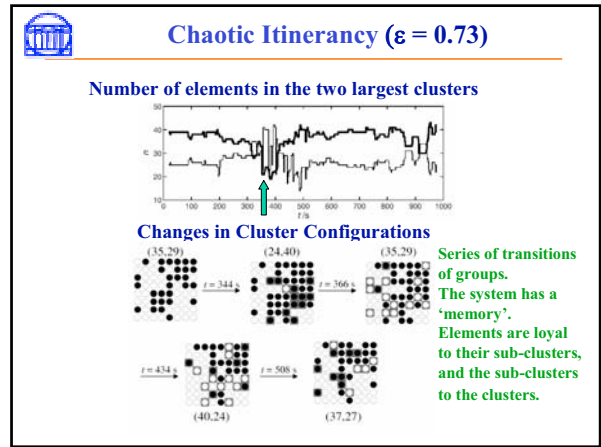 Chaotic Itinerancy (ε = 0.73)
Number of elements in the two largest clusters
50
40
30
20
10
n
0 100 200 300 400 500 600 700 800 900 1000
t /s
Changes in Cluster Configurations
(35,29) (24,40) (35,29)
t = 344 s t = 366 s
t = 434 s t = 508 s
(40,24) (37,27)
Series of transitions
of groups.
The system has a
‘memory’.
Elements are loyal
to their sub-clusters,
and the sub-clusters
to the clusters.